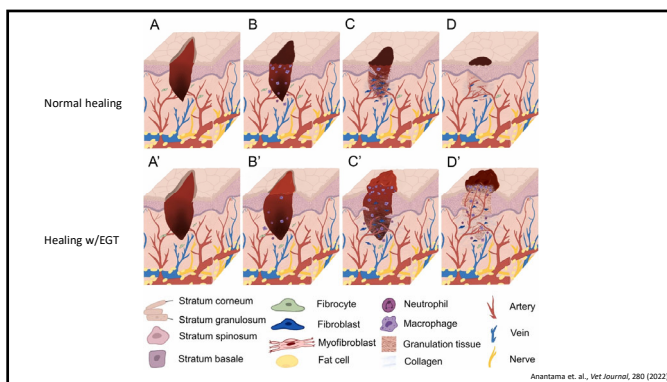 A B C D
Normal healing
A’ B’ C’ D’
Healing w/EGT
Stratum corneum
Stratum granulosum
Stratum spinosum
Stratum basale
Fibrocyte
Fibroblast
Myofibroblast
Fat cell
Neutrophil
Macrophage
Granulation tissue
Collagen
Artery
Vein
Nerve
Anantama et. al., Vet Journal, 280 (2022)